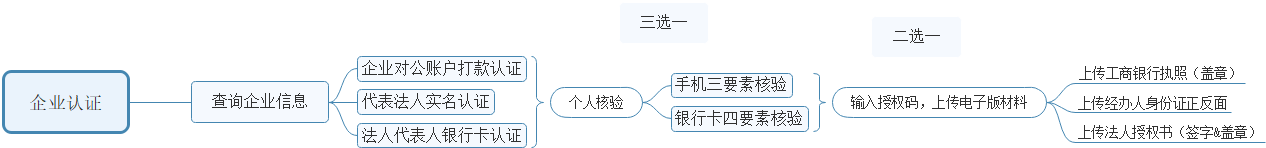 三选一
二选一
企业认证
查询企业信息
企业对公账户打款认证
代表法人实名认证
法人代表人银行卡认证
个人核验
手机三要素核验
银行卡四要素核验
输入授权码，上传电子版材料
上传工商银行执照（盖章）
上传经办人身份证正反面
上传法人授权书（签字&盖章）